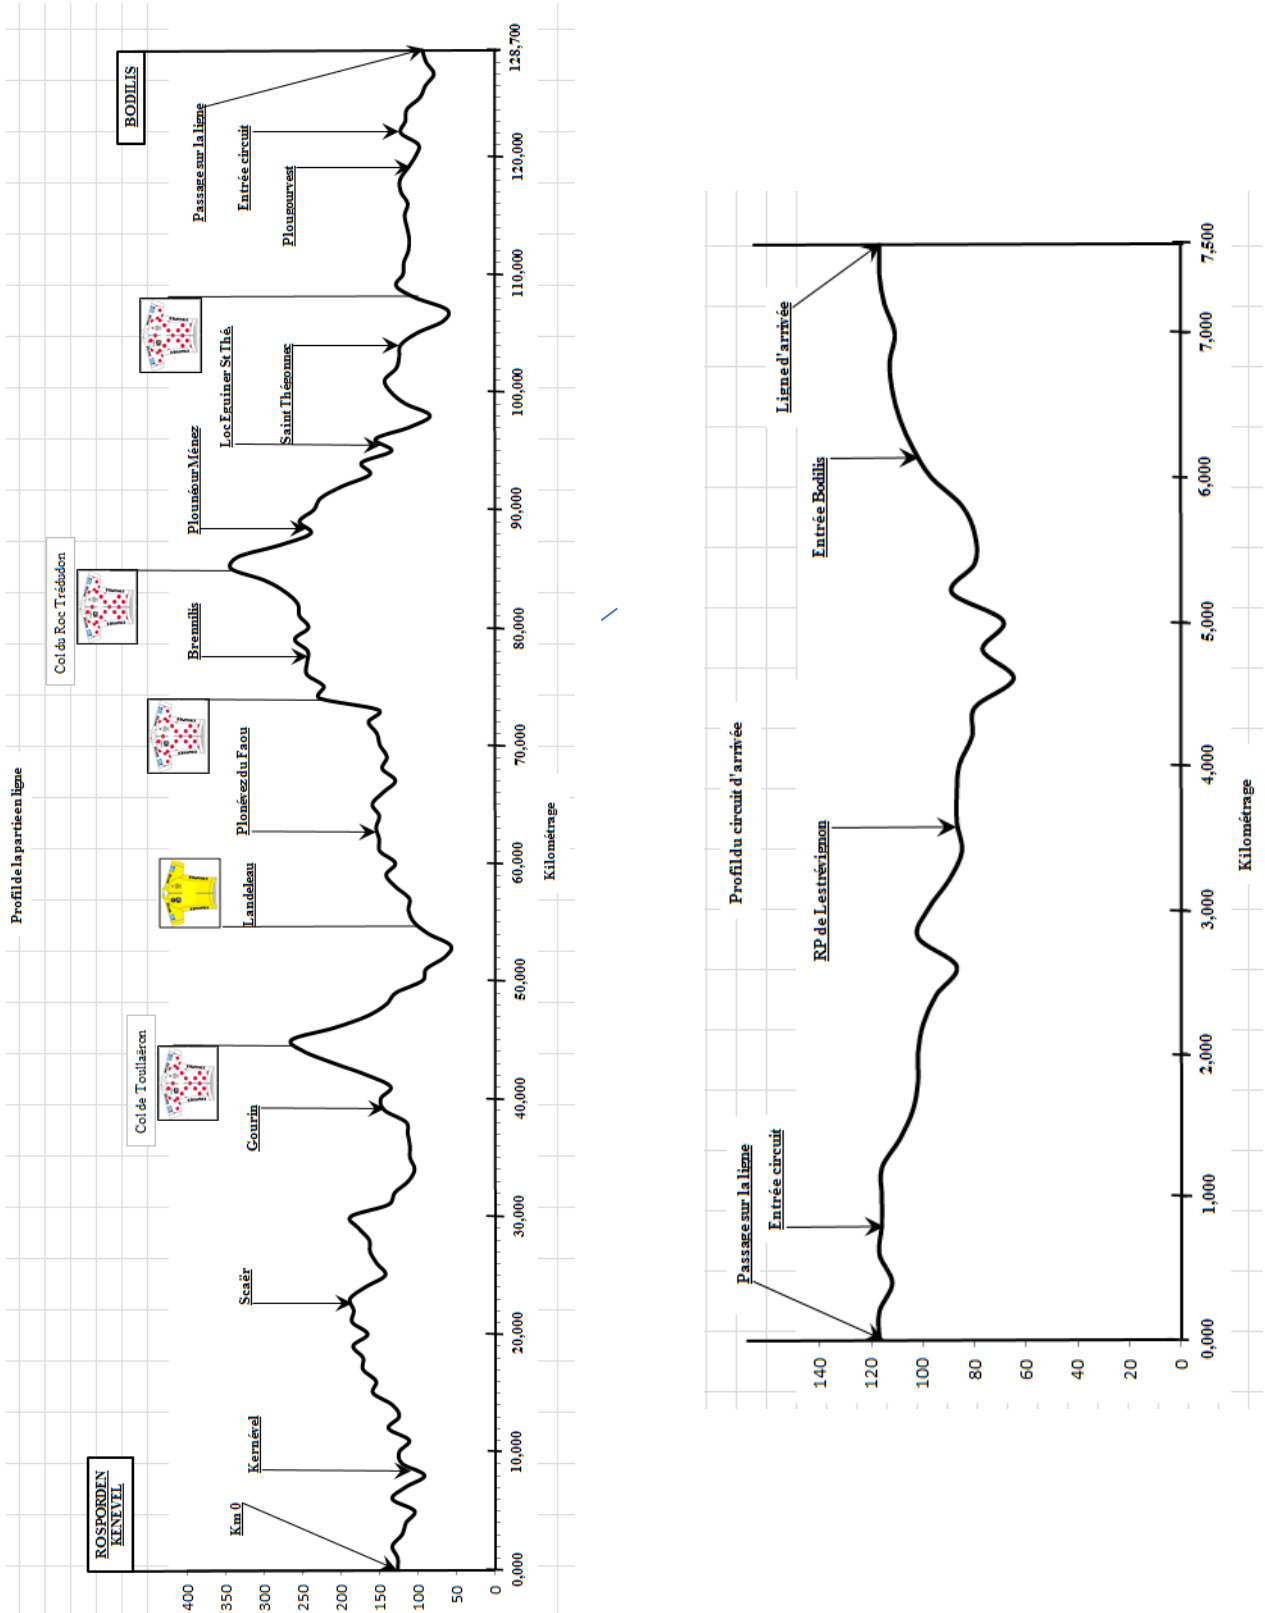 Profil de la partie en ligne
ROSPORDEN
KENEVEL
Km 0
Kernével
Scaër
Gourin
Col de Toullaëron
Landeleau
Plonévez du Faou
Brennilis
Col du Roc Trédudon
Plounéour Ménez
Loc Eguiner St Thé.
Saint Thégonnec
Plougourvest
Entrée circuit
Passage sur la ligne
BODILIS
400
350
300
250
200
150
100
50
0
0,000
10,000
20,000
30,000
40,000
50,000
60,000
70,000
80,000
90,000
100,000
110,000
120,000
128,700
Kilométrage
Profil du circuit d'arrivée
Passage sur la ligne
Entrée circuit
RP de Lestrévignon
Entrée Bodilis
Ligne d'arrivée
140
120
100
80
60
40
20
0
0,000
1,000
2,000
3,000
4,000
5,000
6,000
7,000
7,500
Kilométrage